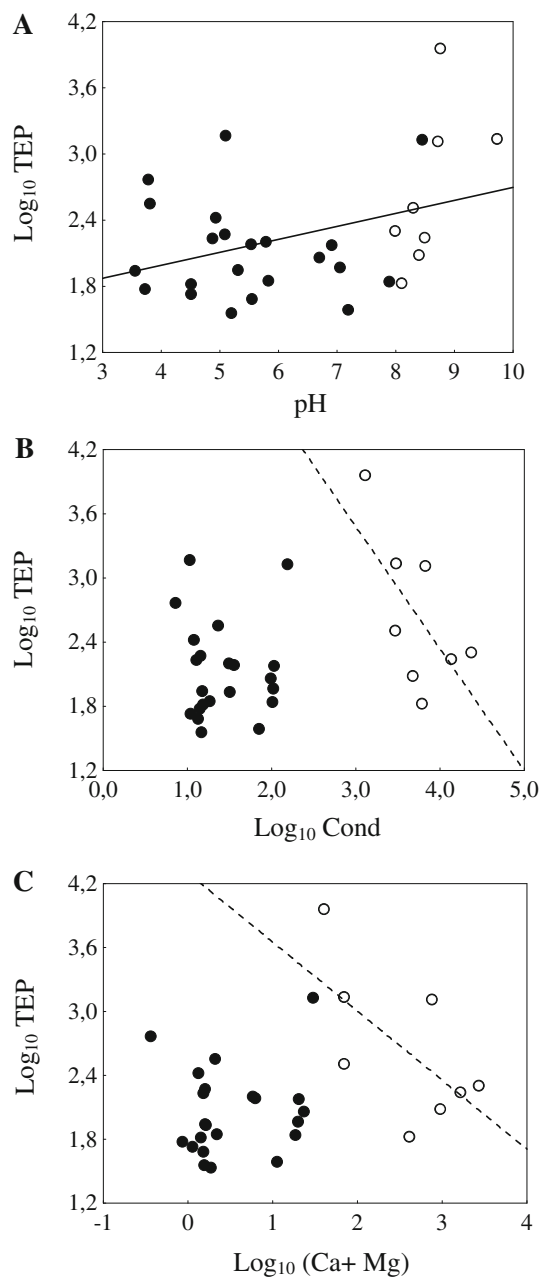 A
4,2
3,6
3,0
2,4
1,8
1,2
Log₁₀ TEP
3 4 5 6 7 8 9 10
pH
B
4,2
3,6
3,0
2,4
1,8
1,2
Log₁₀ TEP
0,0 1,0 2,0 3,0 4,0 5,0
Log₁₀ Cond
C
4,2
3,6
3,0
2,4
1,8
1,2
Log₁₀ TEP
-1 0 1 2 3 4
Log₁₀ (Ca+ Mg)